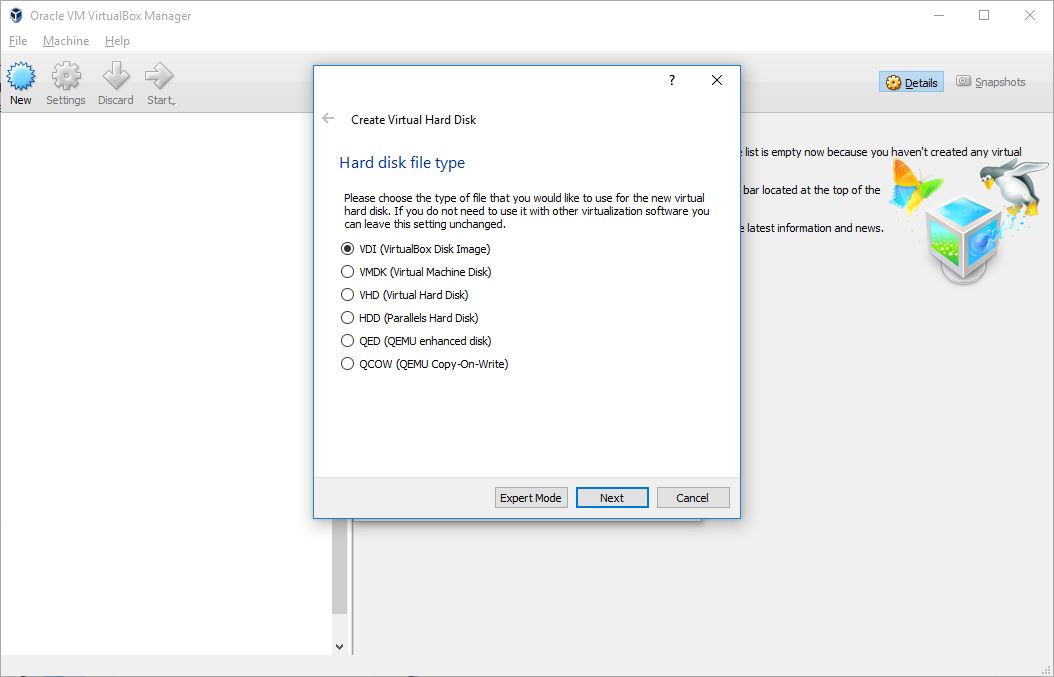 Oracle VM VirtualBox Manager
File Machine Help
New Settings Discard Start
Details Snapshots
?
Create Virtual Hard Disk
Hard disk file type
Please choose the type of file that you would like to use for the new virtual
hard disk. If you do not need to use it with other virtualization software you
can leave this setting unchanged.
VDI (VirtualBox Disk Image)
VMDK (Virtual Machine Disk)
VHD (Virtual Hard Disk)
HDD (Parallels Hard Disk)
QED (QEMU enhanced disk)
QCOW (QEMU Copy-On-Write)
Expert Mode Next Cancel
list is empty now because you haven't created any virtual
bar located at the top of the
latest information and news.